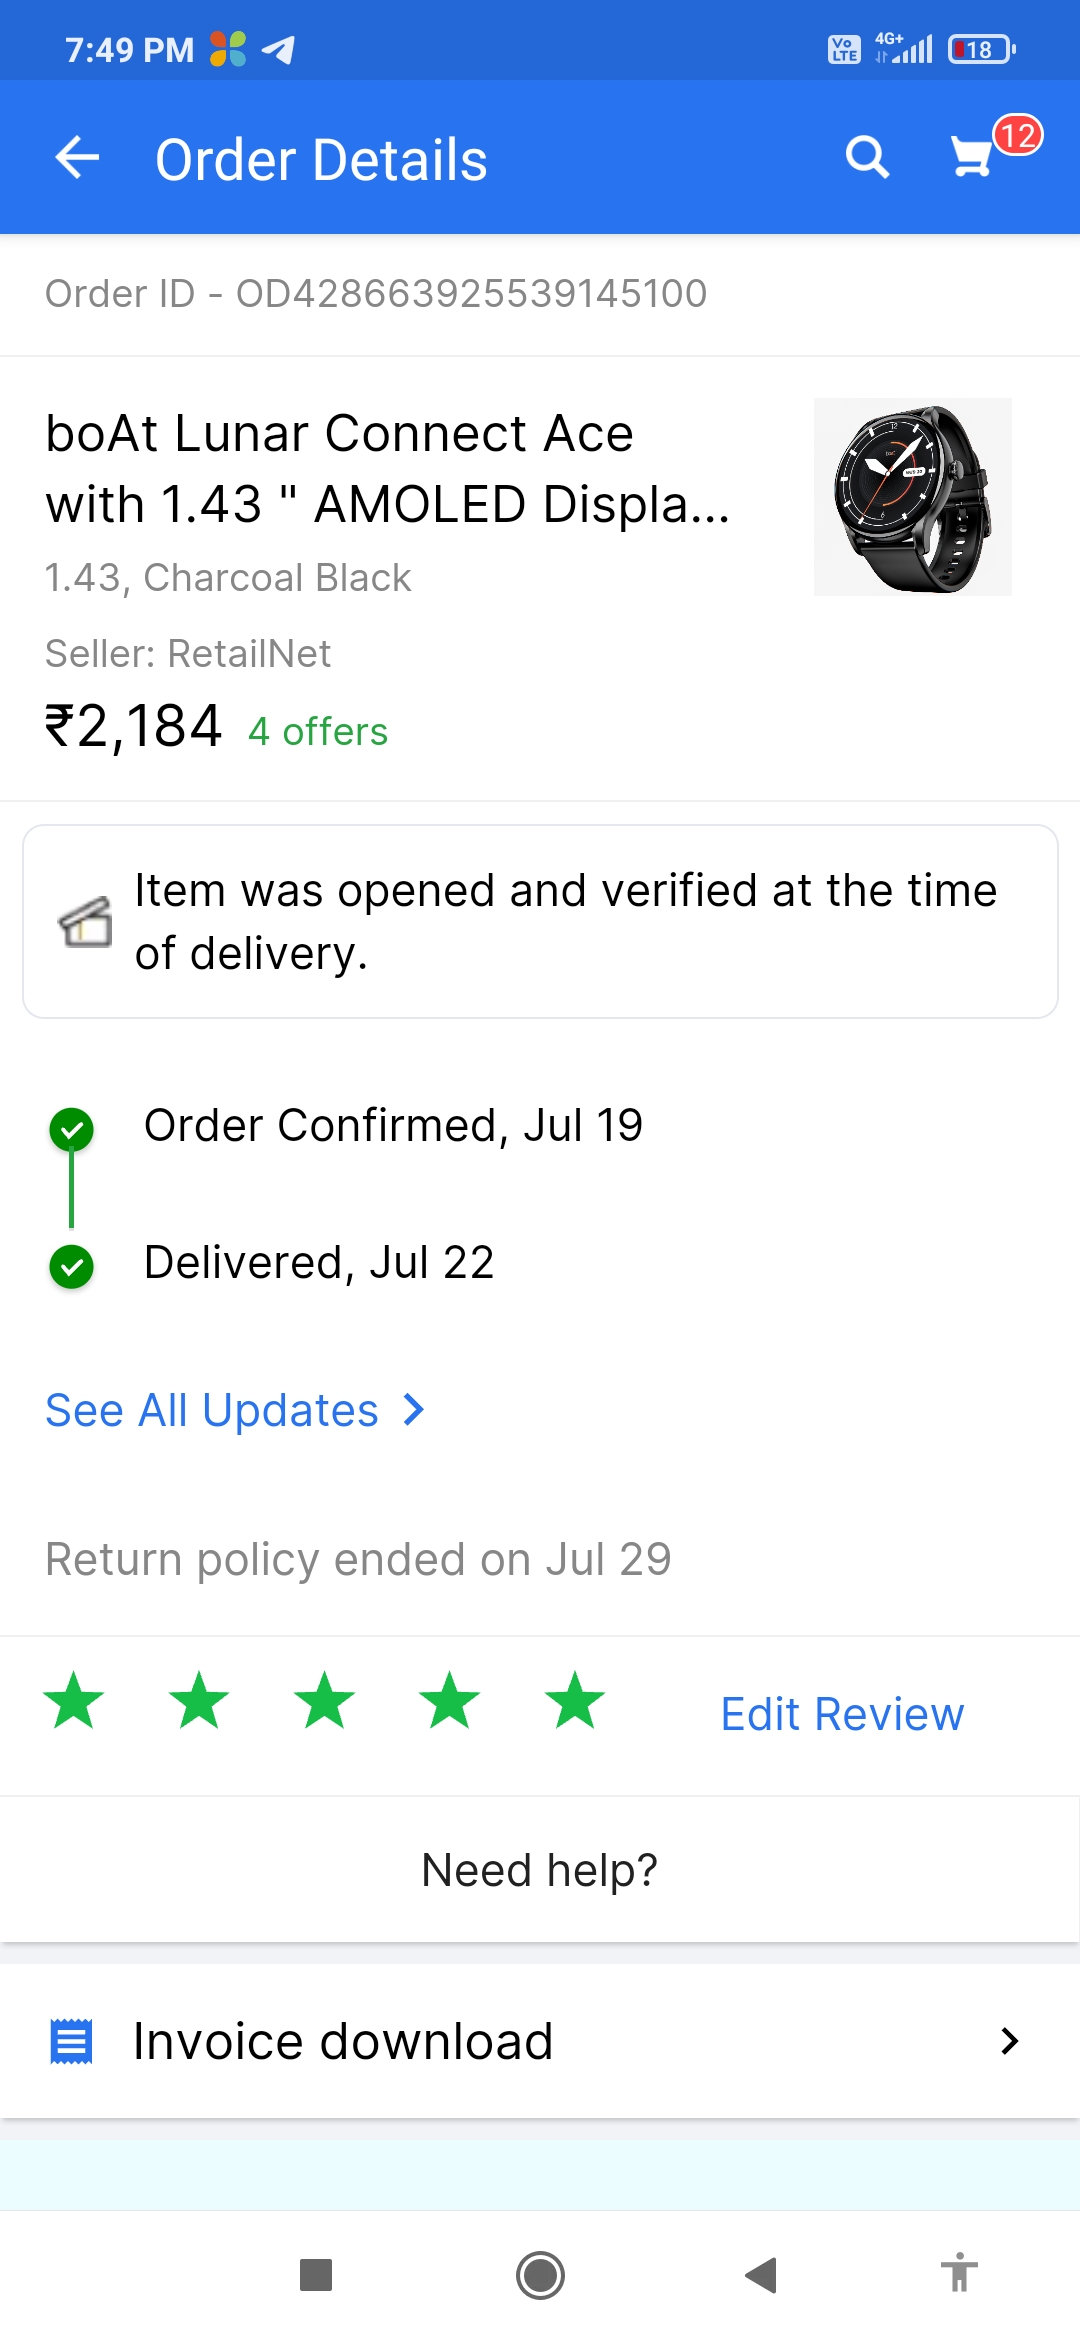 7:49 PM
Vo LTE 4G+ 18
Order Details
12
Order ID - OD428663925539145100
boAt Lunar Connect Ace
with 1.43 " AMOLED Displa...
1.43, Charcoal Black
Seller: RetailNet
₹2,184 4 offers
Item was opened and verified at the time
of delivery.
Order Confirmed, Jul 19
Delivered, Jul 22
See All Updates
Return policy ended on Jul 29
Edit Review
Need help?
Invoice download